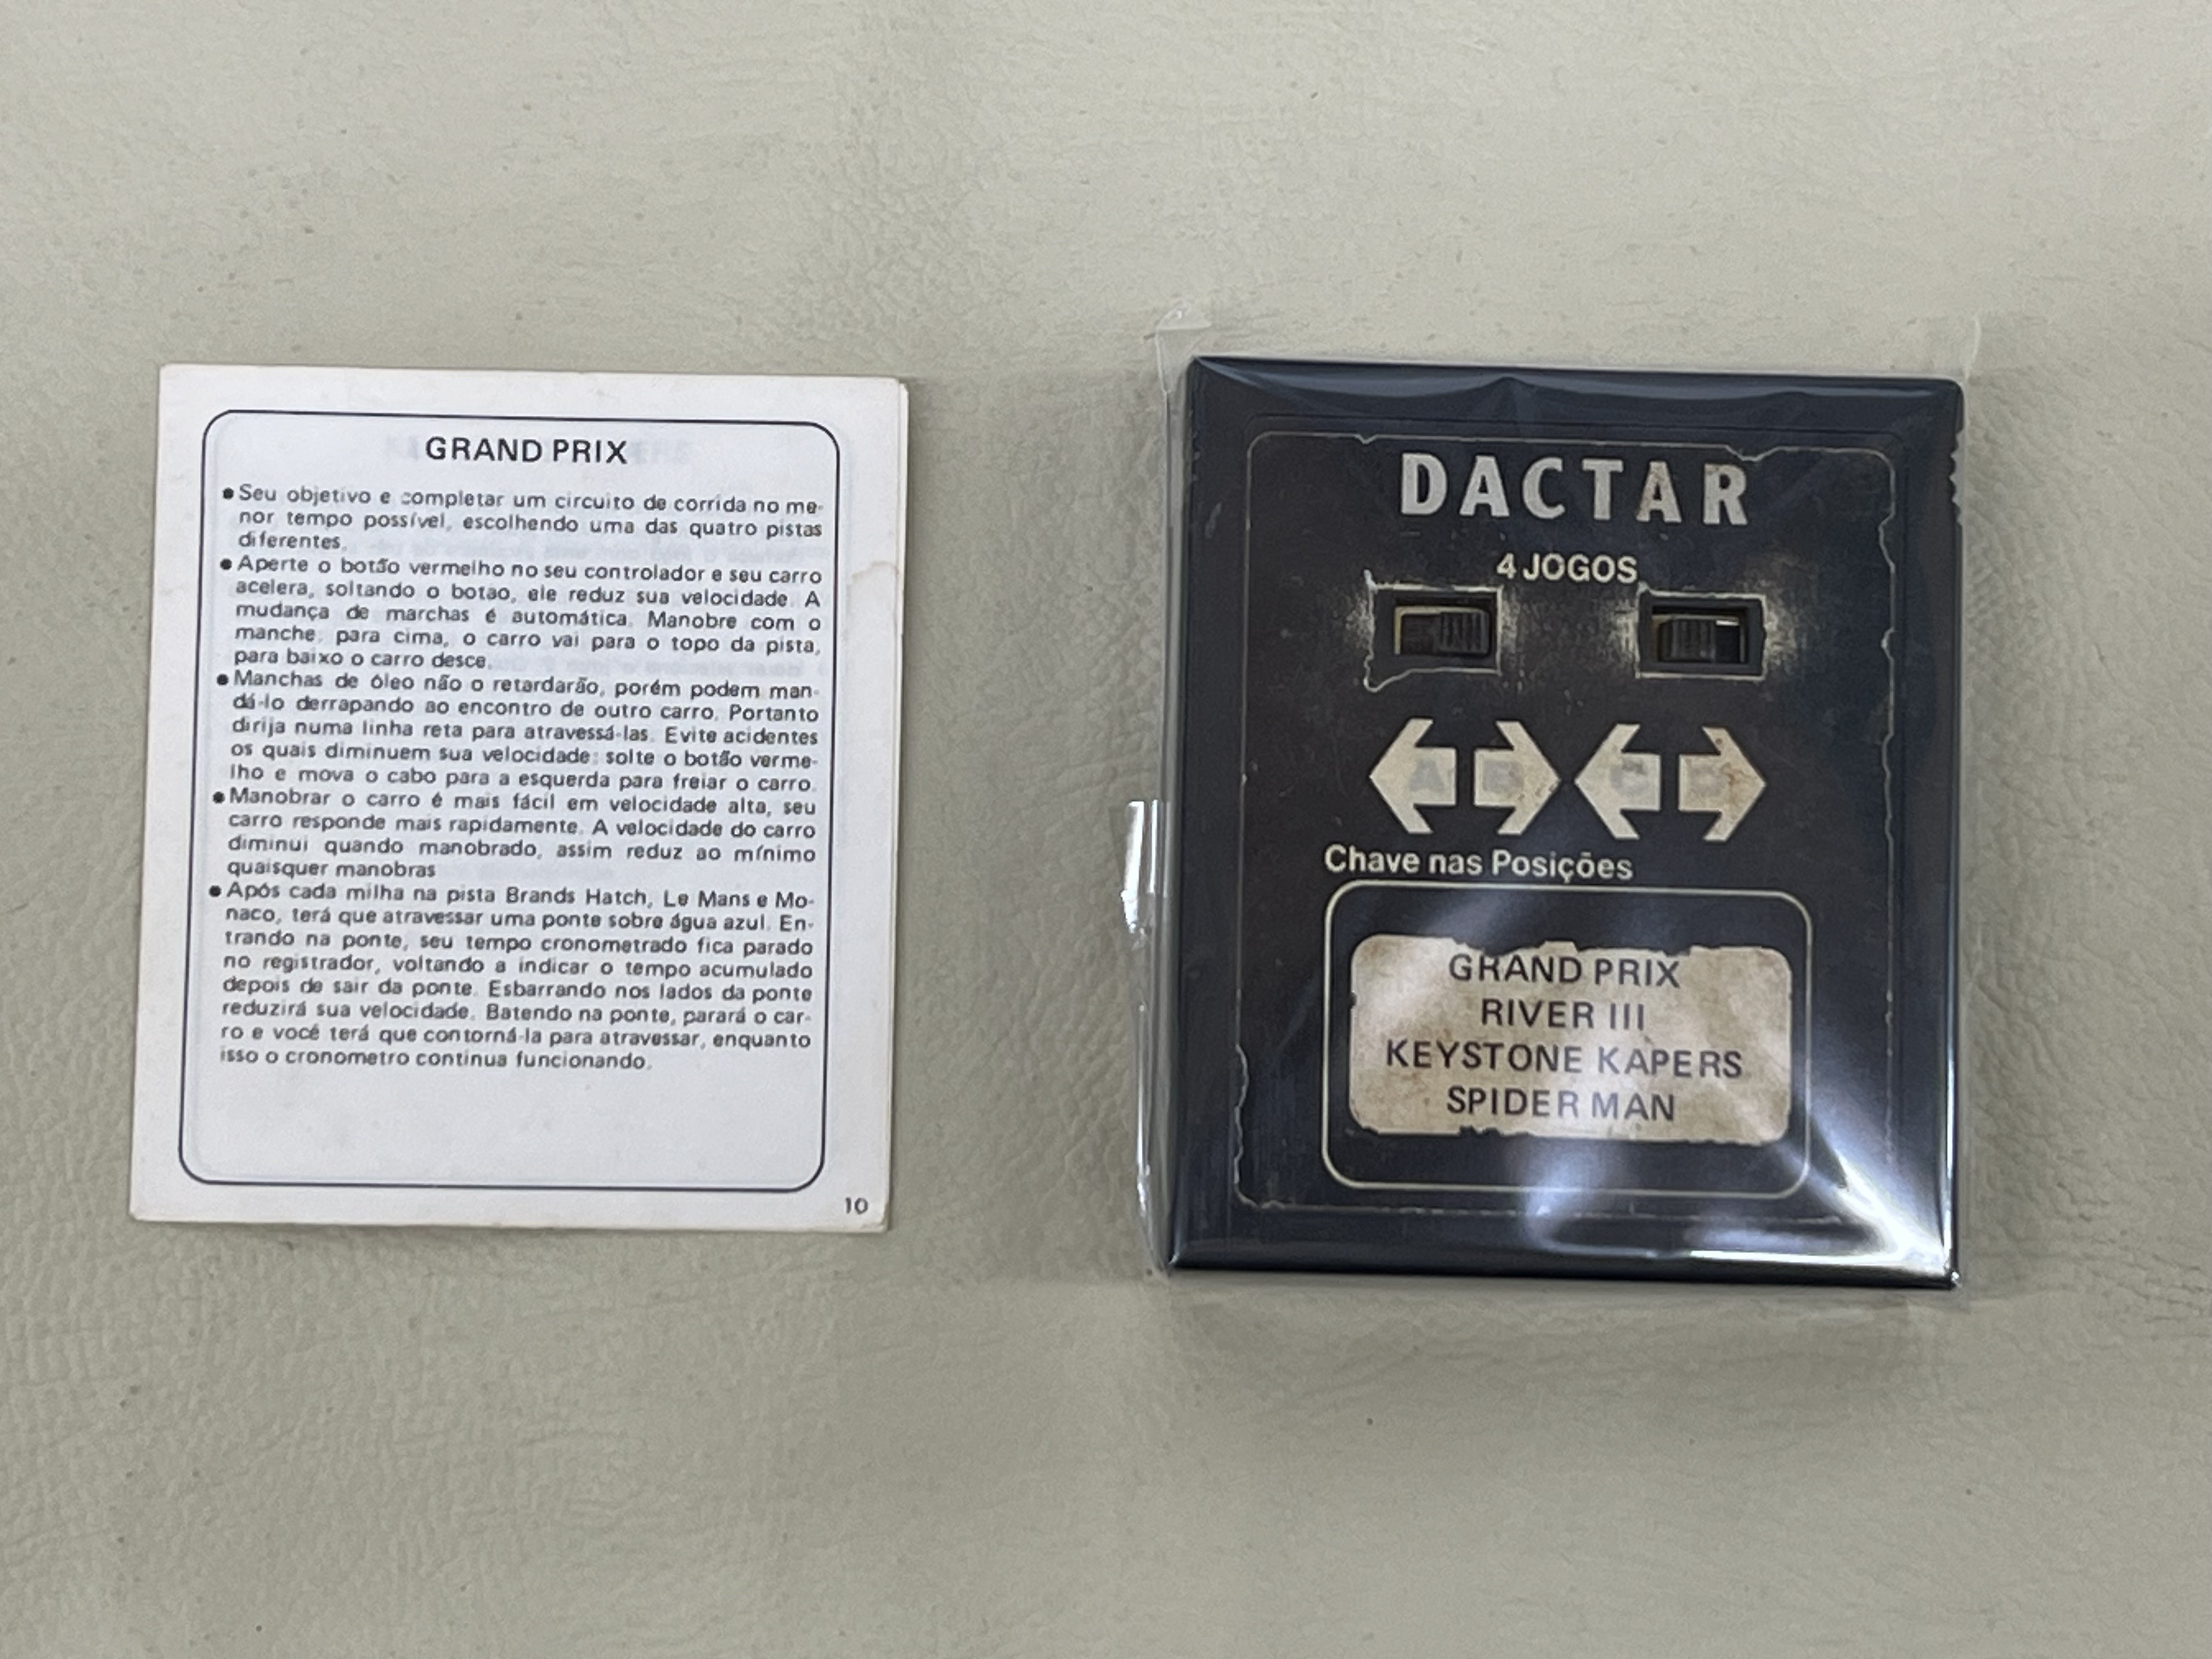 GRAND PRIX
● Seu objetivo e completar um circuito de corrida no me-
nor tempo possível, escolhendo uma das quatro pistas
diferentes.
● Aperte o botão vermelho no seu controlador e seu carro
acelera, soltando o botao, ele reduz sua velocidade. A
mudança de marchas é automática. Manobre com o
manche, para cima, o carro vai para o topo da pista,
para baixo o carro desce.
● Manchas de óleo não o retardarão, porém podem man-
dá-lo derrapando ao encontro de outro carro. Portanto
dirija numa linha reta para atravessá-las. Evite acidentes
os quais diminuem sua velocidade: solte o botão verme-
lho e mova o cabo para a esquerda para freiar o carro.
● Manobrar o carro é mais fácil em velocidade alta, seu
carro responde mais rapidamente. A velocidade do carro
diminui quando manobrado, assim reduz ao mínimo
quaisquer manobras
● Após cada milha na pista Brands Hatch, Le Mans e Mo-
naco, terá que atravessar uma ponte sobre água azul. En-
trando na ponte, seu tempo cronometrado fica parado
no registrador, voltando a indicar o tempo acumulado
depois de sair da ponte. Esbarrando nos lados da ponte
reduzirá sua velocidade. Batendo na ponte, parará o car-
ro e você terá que contorná-la para atravessar, enquanto
isso o cronometro continua funcionando.
10
DACTAR
4 JOGOS
A B C
Chave nas Posições
GRAND PRIX
RIVER III
KEYSTONE KAPERS
SPIDER MAN